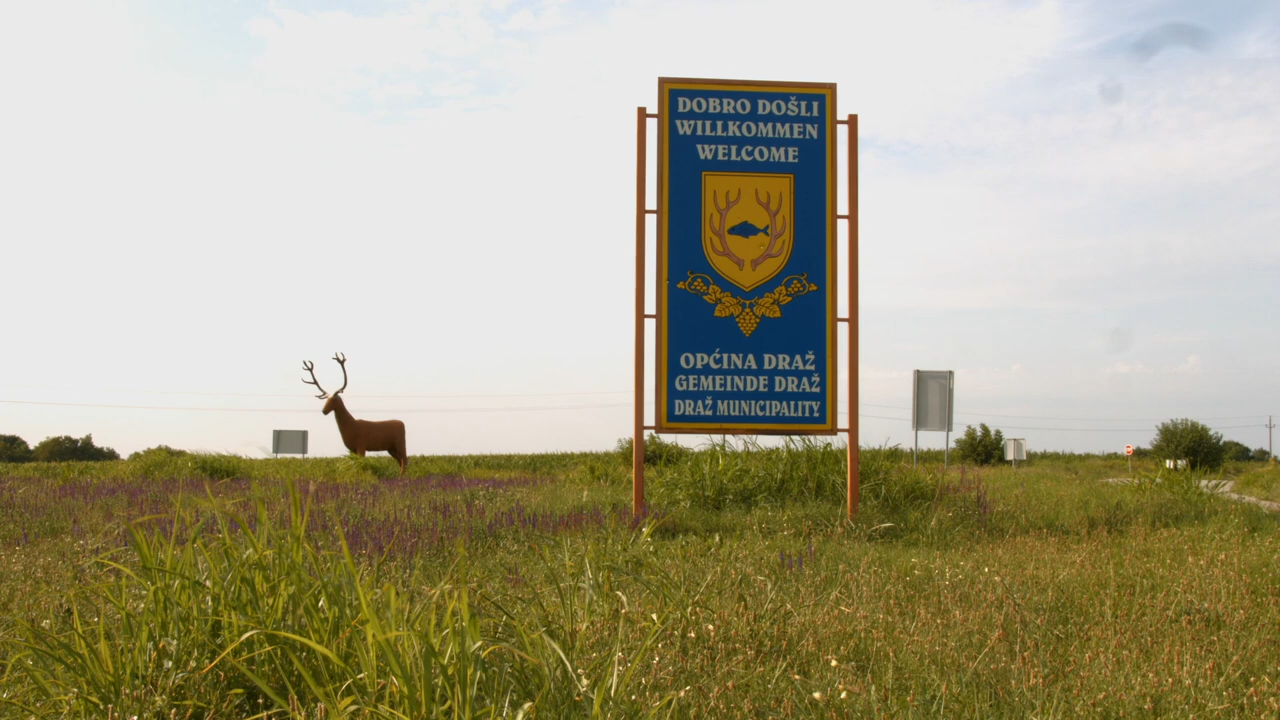 DOBRO DOŠLI
WILLKOMMEN
WELCOME
OPĆINA DRAŽ
GEMEINDE DRAŽ
DRAŽ MUNICIPALITY